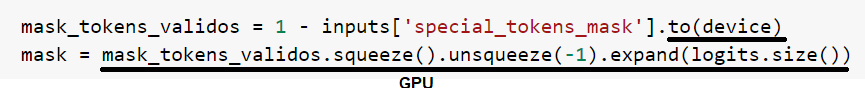 mask_tokens_validos = 1 - inputs['special_tokens_mask'].to(device)
mask = mask_tokens_validos.squeeze().unsqueeze(-1).expand(logits.size())
GPU